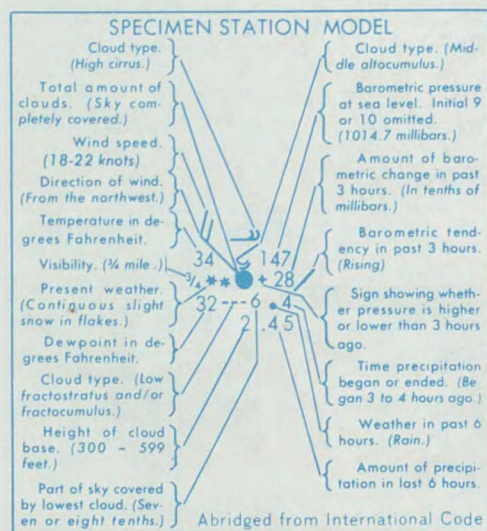 SPECIMEN STATION MODEL
Cloud type.
(High cirrus.)
Total amount of
clouds. (Sky com-
pletely covered.)
Wind speed.
(18-22 knots)
Direction of wind.
(From the northwest.)
Temperature in de-
grees Fahrenheit.
Visibility. (¾ mile.)
Present weather.
(Contiguous slight
snow in flakes.)
Dewpoint in de-
grees Fahrenheit.
Cloud type. (Low
fractostratus and/or
fractocumulus.)
Height of cloud
base. (300 - 599
feet.)
Part of sky covered
by lowest cloud. (Sev-
en or eight tenths.)
34 147
¾ ** + 28
32 --- 6 .4
2 .45
Cloud type. (Mid-
dle altocumulus.)
Barometric pressure
at sea level. Initial 9
or 10 omitted.
(1014.7 millibars.)
Amount of baro-
metric change in past
3 hours. (In tenths of
millibars.)
Barometric tend-
ency in past 3 hours.
(Rising)
Sign showing wheth-
er pressure is higher
or lower than 3 hours
ago.
Time precipitation
began or ended. (Be
gan 3 to 4 hours ago.)
Weather in past 6
hours. (Rain.)
Amount of precipi-
tation in last 6 hours.
Abridged from International Code